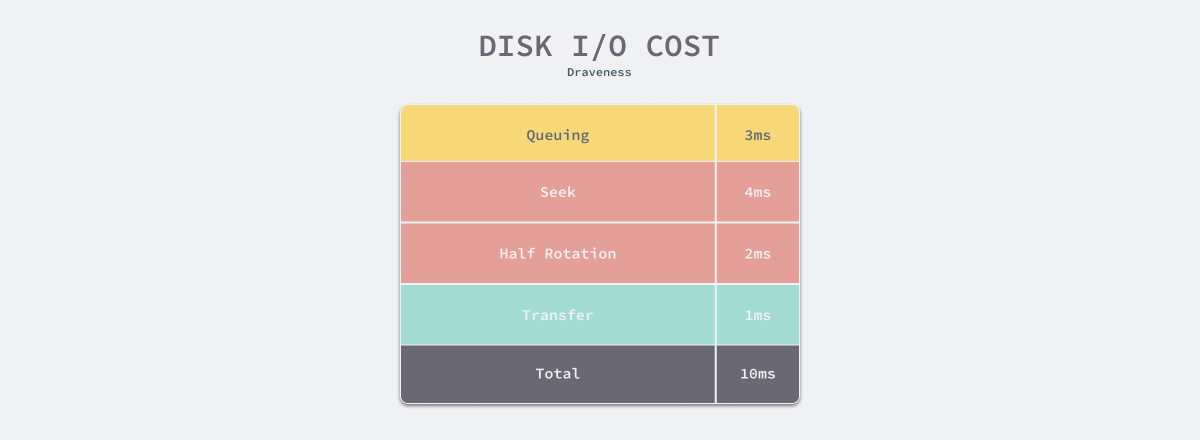 DISK I/O COST
Draveness
Queuing 3ms
Seek 4ms
Half Rotation 2ms
Transfer 1ms
Total 10ms